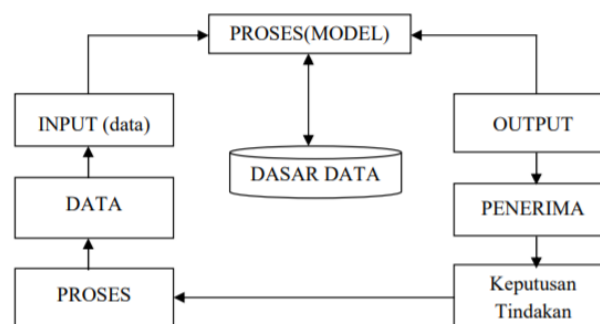 PROSES(MODEL)
INPUT (data)
OUTPUT
DASAR DATA
DATA
PENERIMA
PROSES
Keputusan
Tindakan